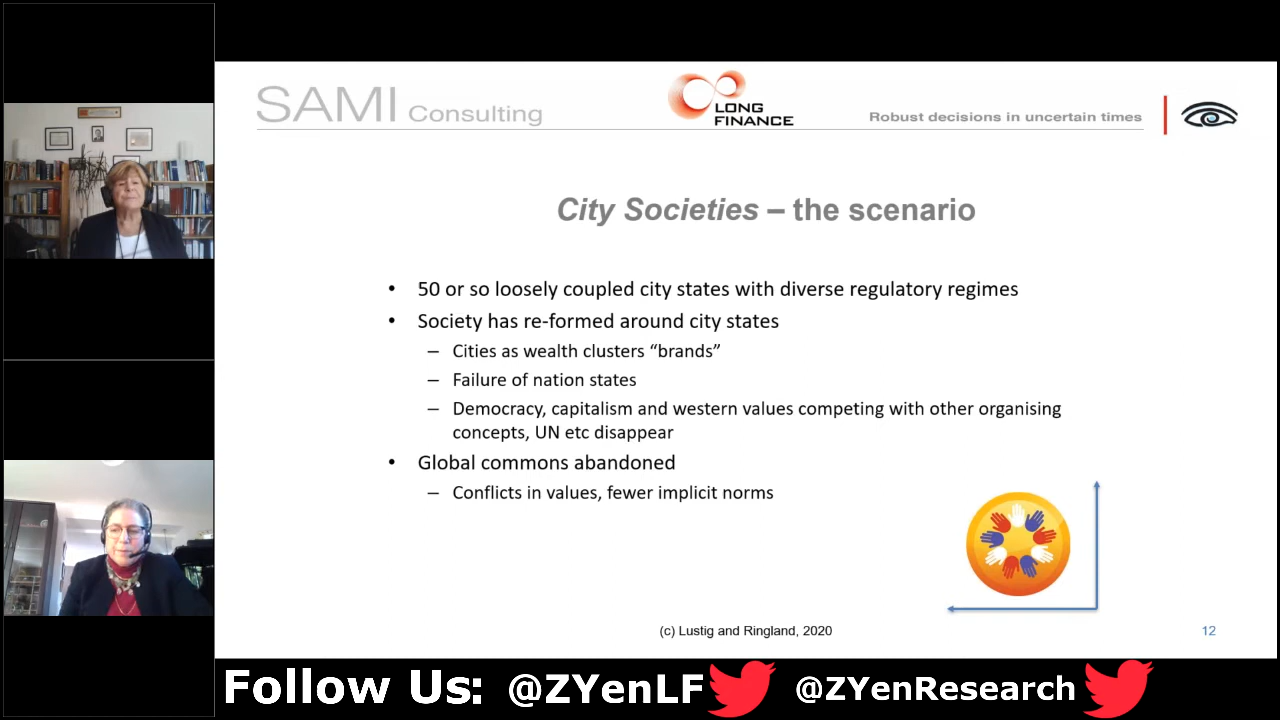 SAMI Consulting
LONG
FINANCE
Robust decisions in uncertain times
City Societies – the scenario
• 50 or so loosely coupled city states with diverse regulatory regimes
• Society has re-formed around city states
– Cities as wealth clusters “brands”
– Failure of nation states
– Democracy, capitalism and western values competing with other organising
concepts, UN etc disappear
• Global commons abandoned
– Conflicts in values, fewer implicit norms
(c) Lustig and Ringland, 2020
12
Follow Us: @ZYenLF @ZYenResearch